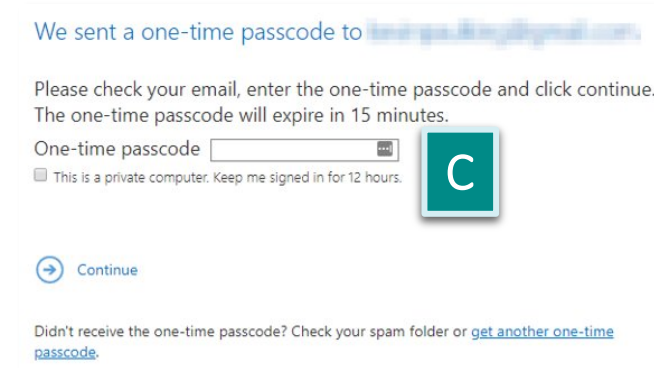 We sent a one-time passcode to
Please check your email, enter the one-time passcode and click continue.
The one-time passcode will expire in 15 minutes.
One-time passcode
This is a private computer. Keep me signed in for 12 hours.
C
Continue
Didn't receive the one-time passcode? Check your spam folder or get another one-time
passcode.